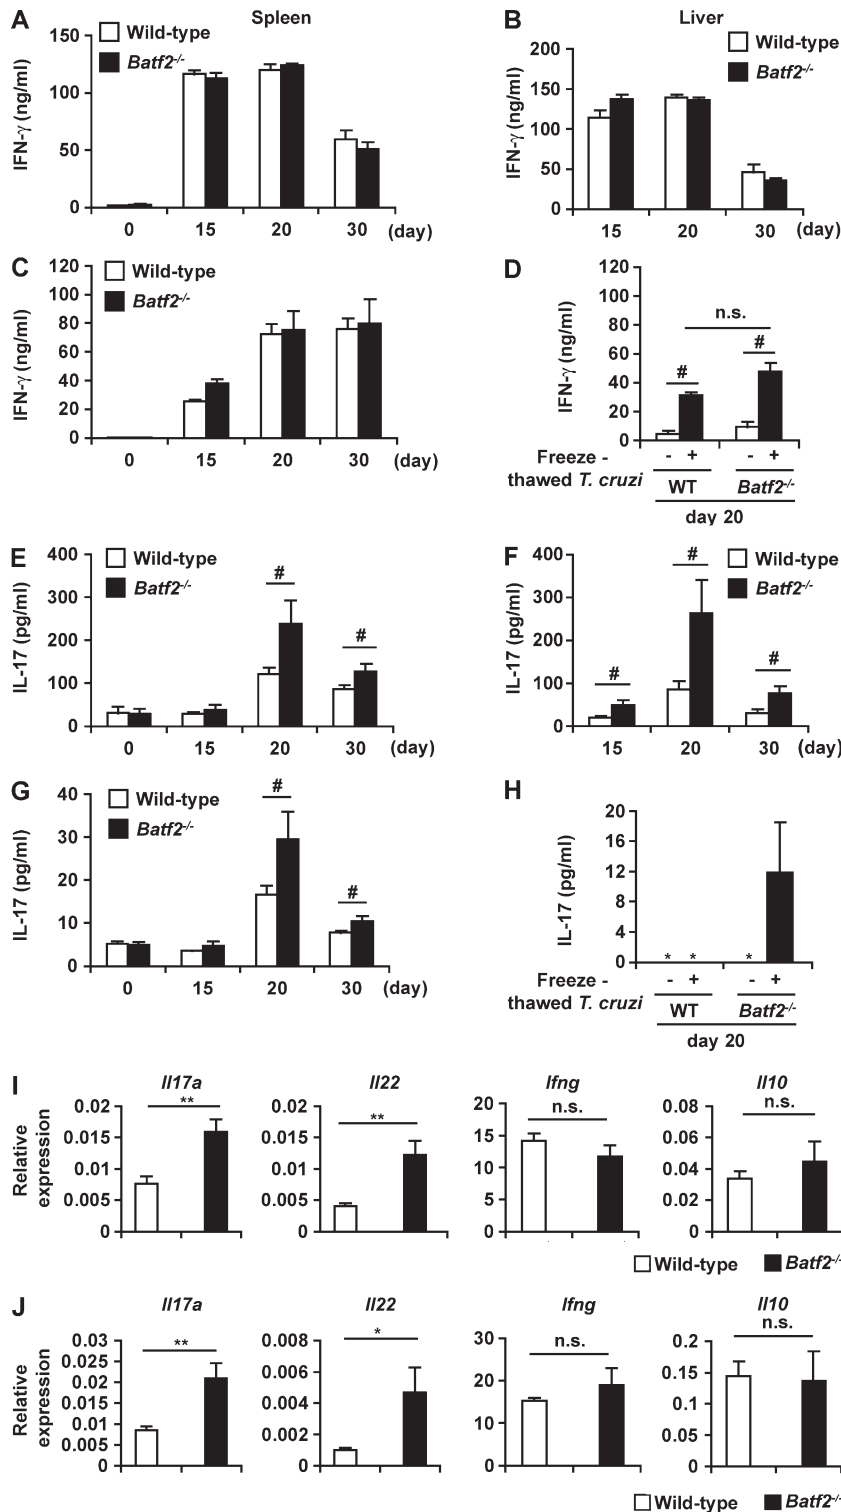 A
Spleen
Wild-type
Batf2-/-
IFN-γ (ng/ml)
150
100
50
0
0 15 20 30 (day)
B
Liver
Wild-type
Batf2-/-
IFN-γ (ng/ml)
200
150
100
50
0
15 20 30 (day)
C
Wild-type
Batf2-/-
IFN-γ (ng/ml)
120
100
80
60
40
20
0
0 15 20 30 (day)
D
IFN-γ (ng/ml)
120
100
80
60
40
20
0
n.s.
# #
Freeze - - + - +
thawed T. cruzi WT Batf2-/-
day 20
E
Wild-type
Batf2-/-
IL-17 (pg/ml)
400
300
200
100
0
# #
0 15 20 30 (day)
F
Wild-type
Batf2-/-
IL-17 (pg/ml)
400
300
200
100
0
# # #
15 20 30 (day)
G
Wild-type
Batf2-/-
IL-17 (pg/ml)
40
30
20
10
0
# #
0 15 20 30 (day)
H
IL-17 (pg/ml)
20
16
12
8
4
0
* * *
Freeze - - + - +
thawed T. cruzi WT Batf2-/-
day 20
I
Relative
expression
Il17a
0.02
0.015
0.01
0.005
0
**
Il22
0.02
0.015
0.01
0.005
0
**
Ifng
20
15
10
5
0
n.s.
Il10
0.08
0.06
0.04
0.02
0
n.s.
Wild-type Batf2-/-
J
Relative
expression
Il17a
0.03
0.025
0.02
0.015
0.01
0.005
0
**
Il22
0.008
0.006
0.004
0.002
0
*
Ifng
30
20
10
0
n.s.
Il10
0.2
0.15
0.1
0.05
0
n.s.
Wild-type Batf2-/-